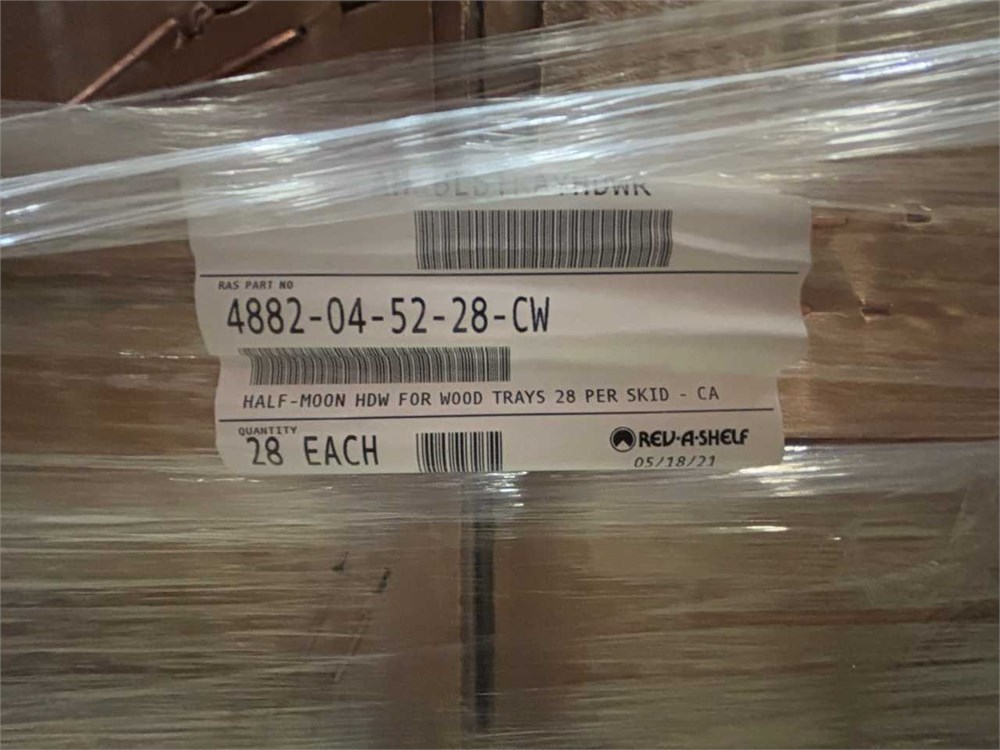 RAS PART NO
4882-04-52-28-CW
HALF-MOON HDW FOR WOOD TRAYS 28 PER SKID - CA
QUANTITY
28 EACH
REV-A-SHELF
05/18/21